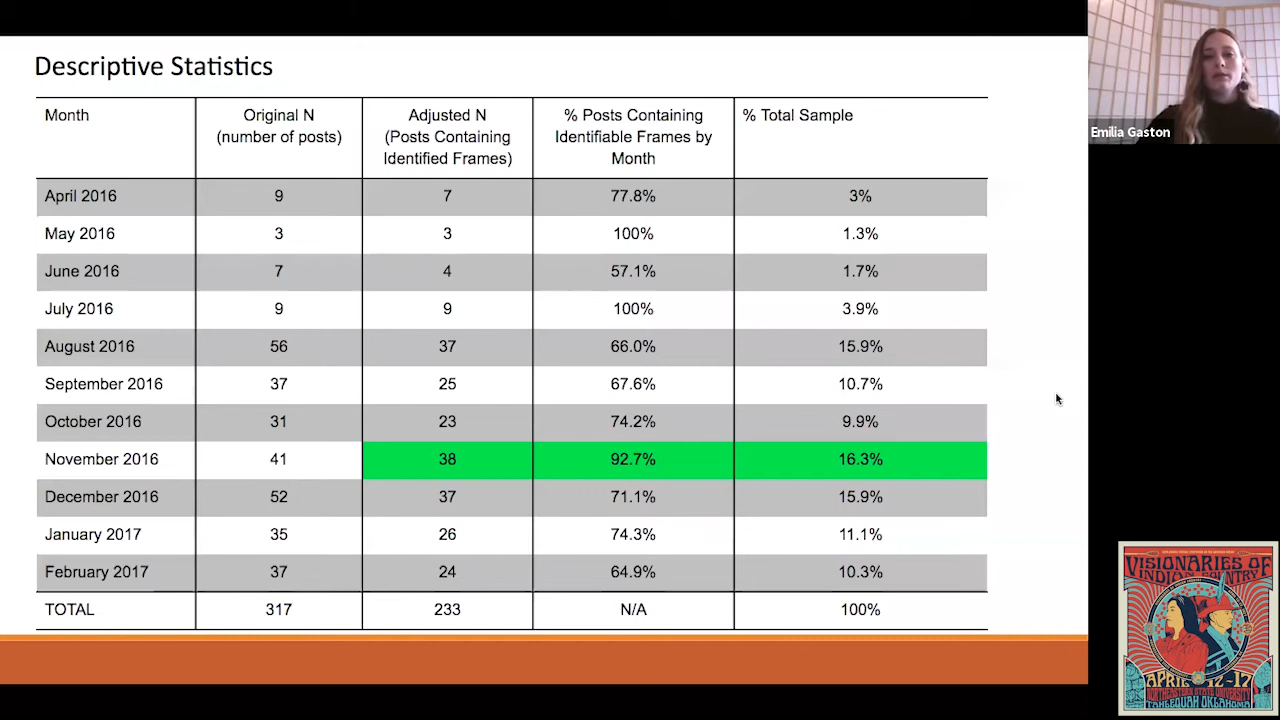 Descriptive Statistics
Month Original N (number of posts) Adjusted N (Posts Containing Identified Frames) % Posts Containing Identifiable Frames by Month % Total Sample
April 2016 9 7 77.8% 3%
May 2016 3 3 100% 1.3%
June 2016 7 4 57.1% 1.7%
July 2016 9 9 100% 3.9%
August 2016 56 37 66.0% 15.9%
September 2016 37 25 67.6% 10.7%
October 2016 31 23 74.2% 9.9%
November 2016 41 38 92.7% 16.3%
December 2016 52 37 71.1% 15.9%
January 2017 35 26 74.3% 11.1%
February 2017 37 24 64.9% 10.3%
TOTAL 317 233 N/A 100%
Emilia Gaston
VISIONARIES OF
INDIAN COUNTRY
APRIL 12-17
NORTHEASTERN STATE UNIVERSITY
TAHLEQUAH OKLAHOMA